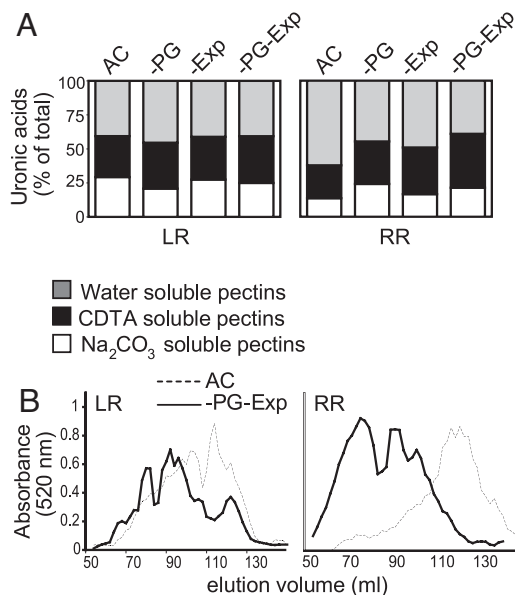 A
AC -PG -Exp -PG-Exp AC -PG -Exp -PG-Exp
Uronic acids
(% of total)
100
75
50
25
0
LR RR
Water soluble pectins
CDTA soluble pectins
Na2CO3 soluble pectins
B
AC
-PG-Exp
LR RR
Absorbance
(520 nm)
1
0.8
0.6
0.4
0.2
0
50 70 90 110 130 50 70 90 110 130
elution volume (ml)